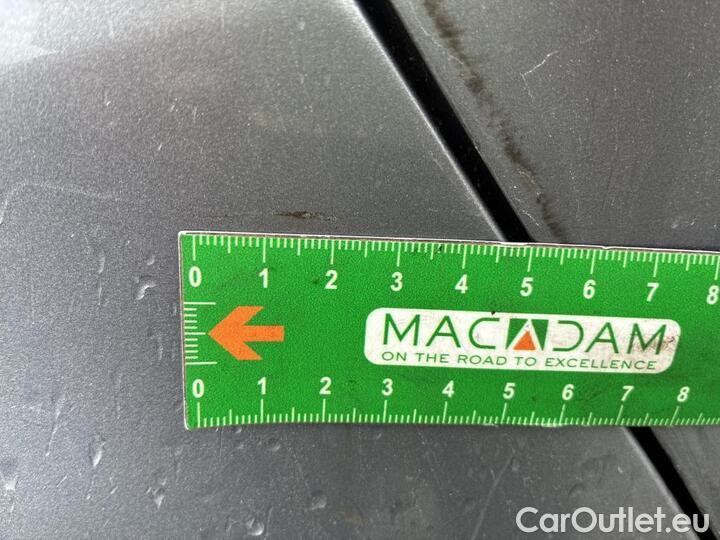 0 1 2 3 4 5 6 7 8
MACADAM
ON THE ROAD TO EXCELLENCE
0 1 2 3 4 5 6 7 8
CarOutlet.eu